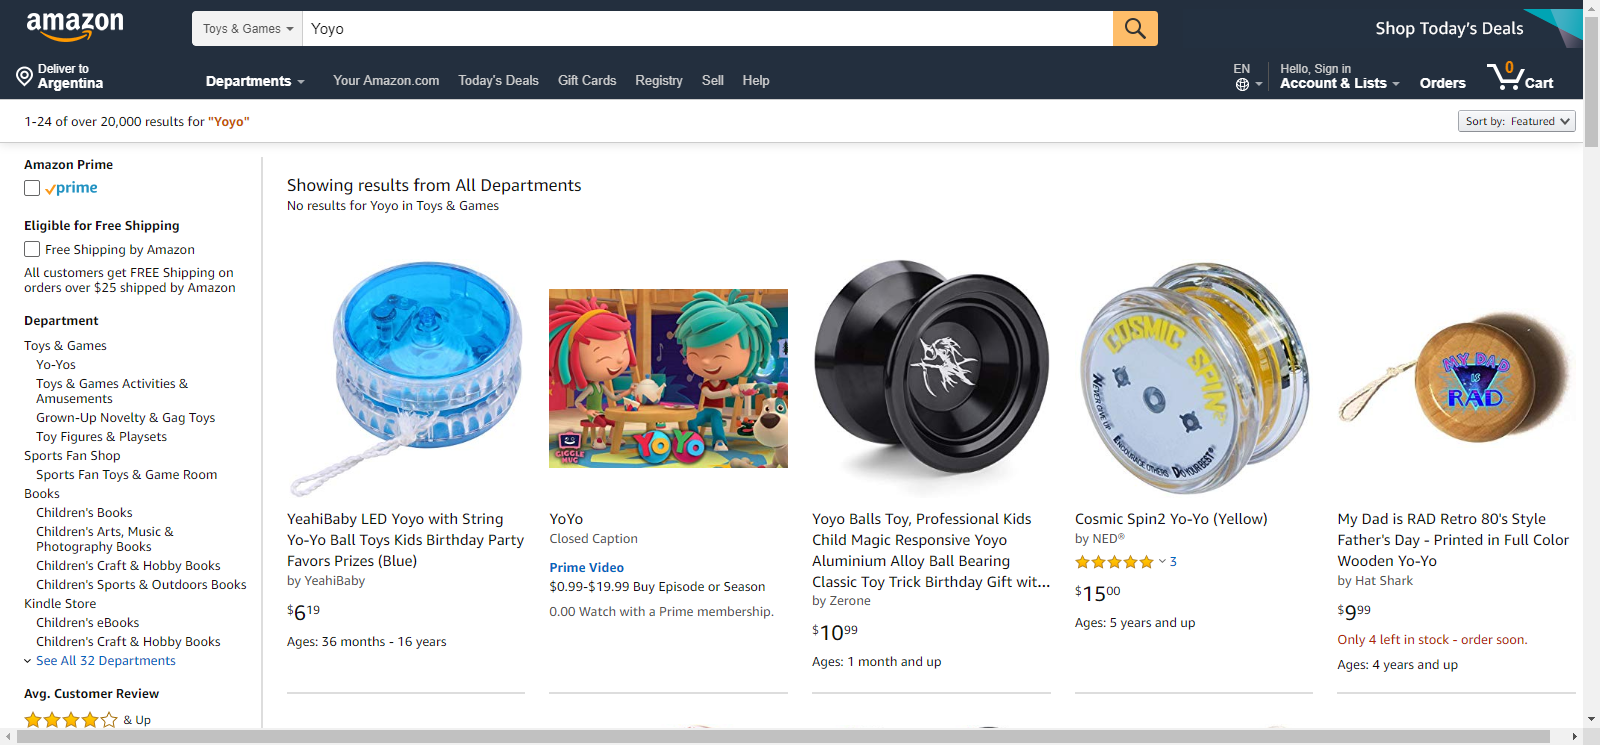 amazon
Toys & Games
Yoyo
Shop Today's Deals
Deliver to
Argentina
Departments
Your Amazon.com
Today's Deals
Gift Cards
Registry
Sell
Help
EN
Hello, Sign in
Account & Lists
Orders
0
Cart
1-24 of over 20,000 results for "Yoyo"
Sort by: Featured
Amazon Prime
prime
Eligible for Free Shipping
Free Shipping by Amazon
All customers get FREE Shipping on
orders over $25 shipped by Amazon
Department
Toys & Games
Yo-Yos
Toys & Games Activities &
Amusements
Grown-Up Novelty & Gag Toys
Toy Figures & Playsets
Sports Fan Shop
Sports Fan Toys & Game Room
Books
Children's Books
Children's Arts, Music &
Photography Books
Children's Craft & Hobby Books
Children's Sports & Outdoors Books
Kindle Store
Children's eBooks
Children's Craft & Hobby Books
See All 32 Departments
Avg. Customer Review
& Up
Showing results from All Departments
No results for Yoyo in Toys & Games
YeahiBaby LED Yoyo with String
Yo-Yo Ball Toys Kids Birthday Party
Favors Prizes (Blue)
by YeahiBaby
$619
Ages: 36 months - 16 years
GIGGLE
MUG
YOYO
YoYo
Closed Caption
Prime Video
$0.99-$19.99 Buy Episode or Season
0.00 Watch with a Prime membership.
Yoyo Balls Toy, Professional Kids
Child Magic Responsive Yoyo
Aluminium Alloy Ball Bearing
Classic Toy Trick Birthday Gift wit...
by Zerone
$1099
Ages: 1 month and up
COSMIC SPIN
NEVER GIVE UP ENCOURAGE OTHERS DO YOUR BEST®
Cosmic Spin2 Yo-Yo (Yellow)
by NED®
3
$1500
Ages: 5 years and up
MY DAD
IS
RAD
My Dad is RAD Retro 80's Style
Father's Day - Printed in Full Color
Wooden Yo-Yo
by Hat Shark
$999
Only 4 left in stock - order soon.
Ages: 4 years and up